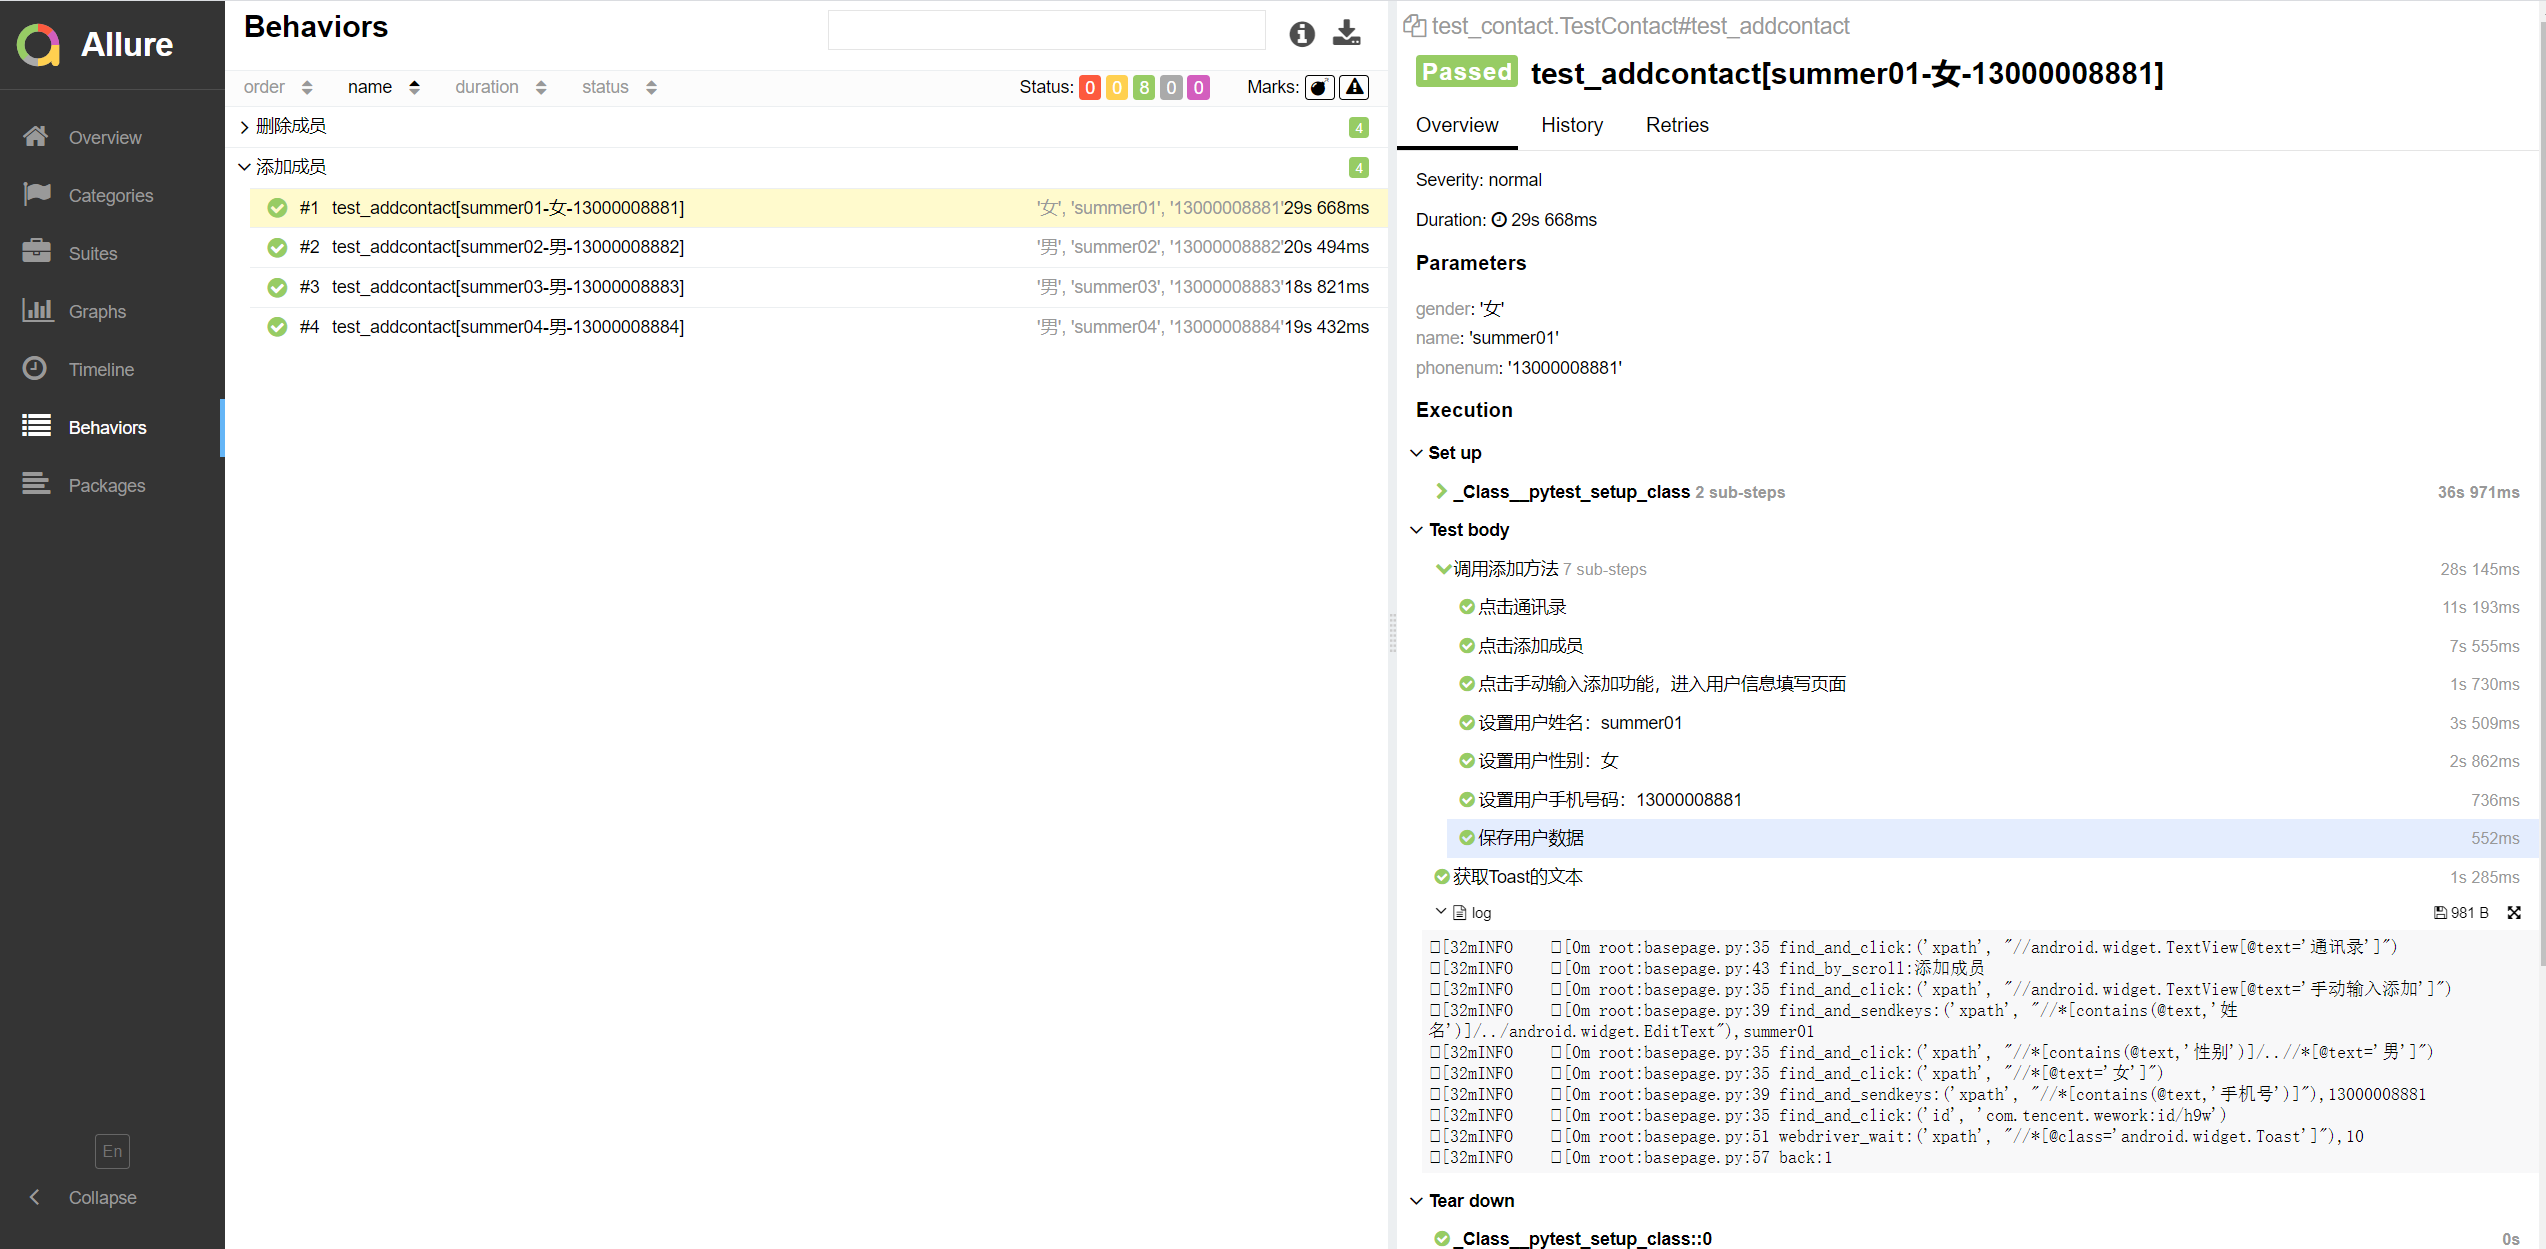 Allure
Overview
Categories
Suites
Graphs
Timeline
Behaviors
Packages
En
Collapse
Behaviors
order name duration status Status: 0 0 8 0 0 Marks:
删除成员 4
添加成员 4
#1 test_addcontact[summer01-女-13000008881] '女', 'summer01', '13000008881' 29s 668ms
#2 test_addcontact[summer02-男-13000008882] '男', 'summer02', '13000008882' 20s 494ms
#3 test_addcontact[summer03-男-13000008883] '男', 'summer03', '13000008883' 18s 821ms
#4 test_addcontact[summer04-男-13000008884] '男', 'summer04', '13000008884' 19s 432ms
test_contact.TestContact#test_addcontact
Passed test_addcontact[summer01-女-13000008881]
Overview History Retries
Severity: normal
Duration: 29s 668ms
Parameters
gender: '女'
name: 'summer01'
phonenum: '13000008881'
Execution
Set up
_Class__pytest_setup_class 2 sub-steps 36s 971ms
Test body
调用添加方法 7 sub-steps 28s 145ms
点击通讯录 11s 193ms
点击添加成员 7s 555ms
点击手动输入添加功能，进入用户信息填写页面 1s 730ms
设置用户姓名：summer01 3s 509ms
设置用户性别：女 2s 862ms
设置用户手机号码：13000008881 736ms
保存用户数据 552ms
获取Toast的文本 1s 285ms
log 981 B
□[32mINFO □[0m root:basepage.py:35 find_and_click:('xpath', "//android.widget.TextView[@text='通讯录']")
□[32mINFO □[0m root:basepage.py:43 find_by_scroll:添加成员
□[32mINFO □[0m root:basepage.py:35 find_and_click:('xpath', "//android.widget.TextView[@text='手动输入添加']")
□[32mINFO □[0m root:basepage.py:39 find_and_sendkeys:('xpath', "//*[contains(@text,'姓
名')]/../android.widget.EditText"),summer01
□[32mINFO □[0m root:basepage.py:35 find_and_click:('xpath', "//*[contains(@text,'性别')]/..//*[@text='男']")
□[32mINFO □[0m root:basepage.py:35 find_and_click:('xpath', "//*[@text='女']")
□[32mINFO □[0m root:basepage.py:39 find_and_sendkeys:('xpath', "//*[contains(@text,'手机号')]"),13000008881
□[32mINFO □[0m root:basepage.py:35 find_and_click:('id', 'com.tencent.wework:id/h9w')
□[32mINFO □[0m root:basepage.py:51 webdriver_wait:('xpath', "//*[@class='android.widget.Toast']"),10
□[32mINFO □[0m root:basepage.py:57 back:1
Tear down
_Class__pytest_setup_class::0 0s